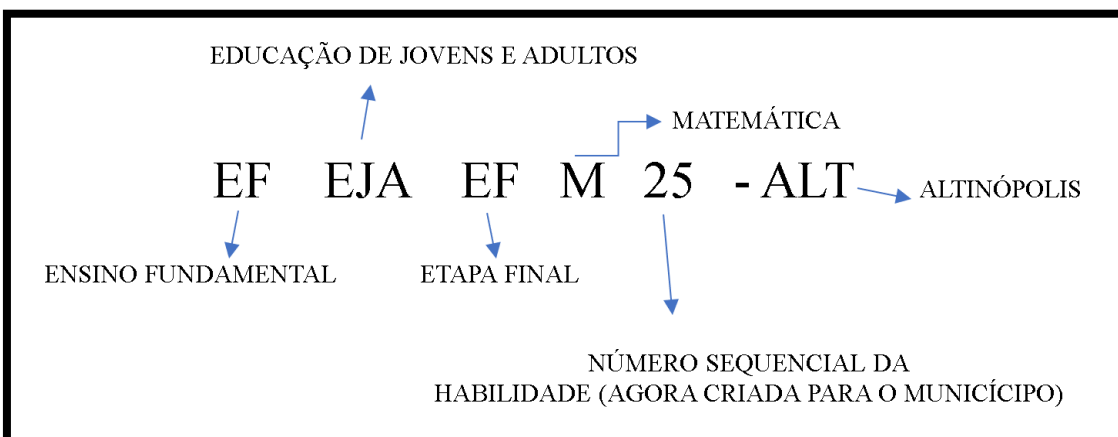 EDUCAÇÃO DE JOVENS E ADULTOS
MATEMÁTICA
EF EJA EF M 25 - ALT
ALTINÓPOLIS
ENSINO FUNDAMENTAL
ETAPA FINAL
NÚMERO SEQUENCIAL DA
HABILIDADE (AGORA CRIADA PARA O MUNICÍCIPO)